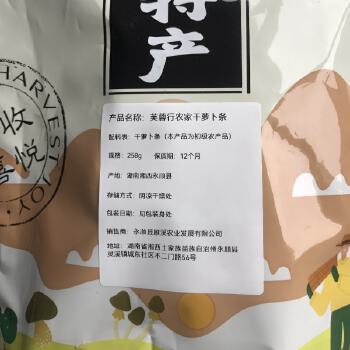 特产
HARVEST JOY
收
喜悦
产品名称：芙蓉行农家干萝卜条
配料表：干萝卜条（本产品为初级农产品）
规格：258g 保质期：12个月
产地：湖南湘西永顺县
存储方式：阴凉干燥处
包装日期：见包装身处
销售商：永顺县雅溪农业发展有限公司
地址：湖南省湘西土家族苗族自治州永顺县
灵溪镇城东社区不二门路56号